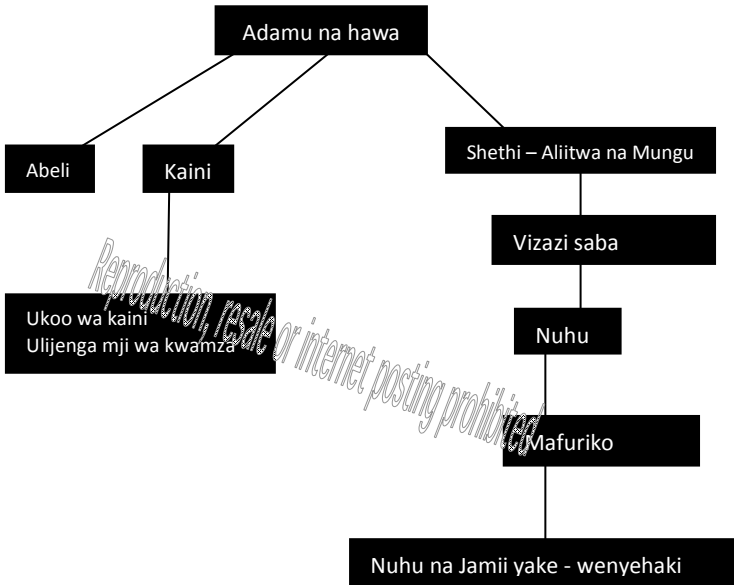 Adamu na hawa
Abeli
Kaini
Shethi – Aliitwa na Mungu
Vizazi saba
Ukoo wa kaini
Ulijenga mji wa kwamza
Nuhu
Mafuriko
Nuhu na Jamii yake - wenyehaki
Reproduction, resale or internet posting prohibited